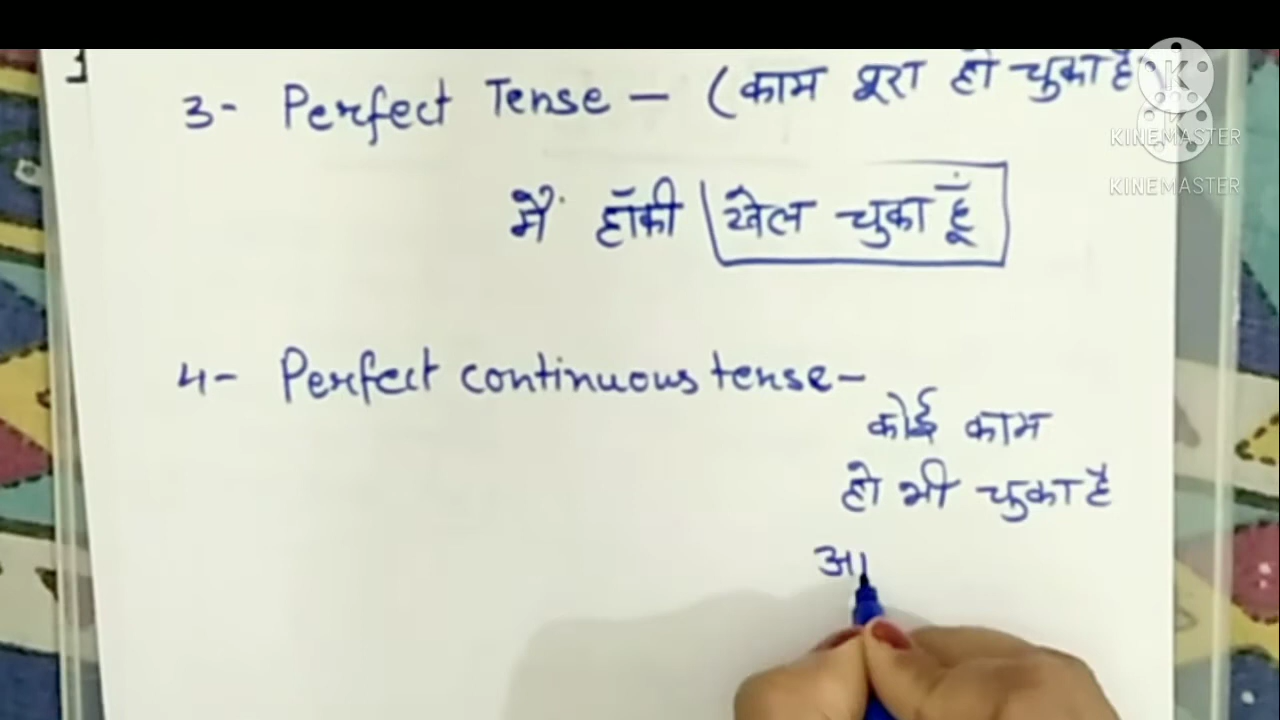 3- Perfect Tense - (काम पूरा हो चुका है)
मैं हॉकी खेल चुका हूँ
4- Perfect continuous tense-
कोई काम
हो भी चुका है
अ
KINEMASTER
KINEMASTER